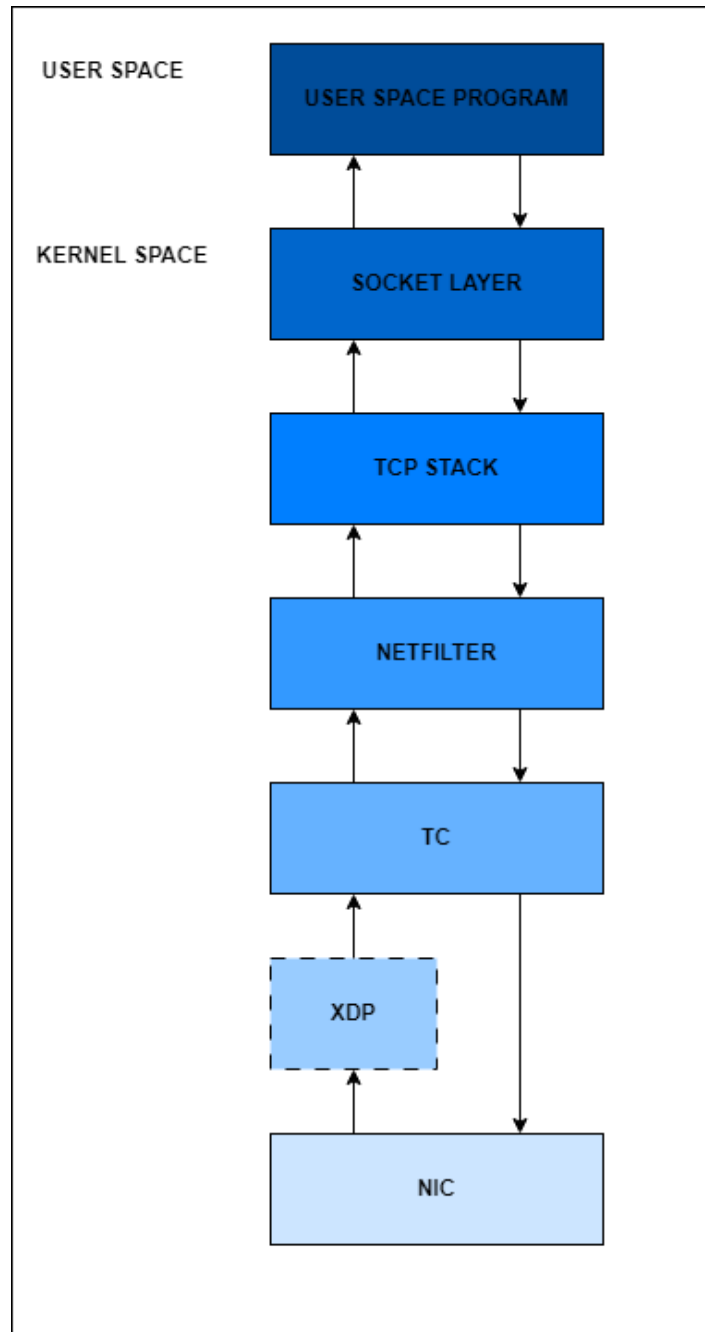 USER SPACE
USER SPACE PROGRAM
KERNEL SPACE
SOCKET LAYER
TCP STACK
NETFILTER
TC
XDP
NIC